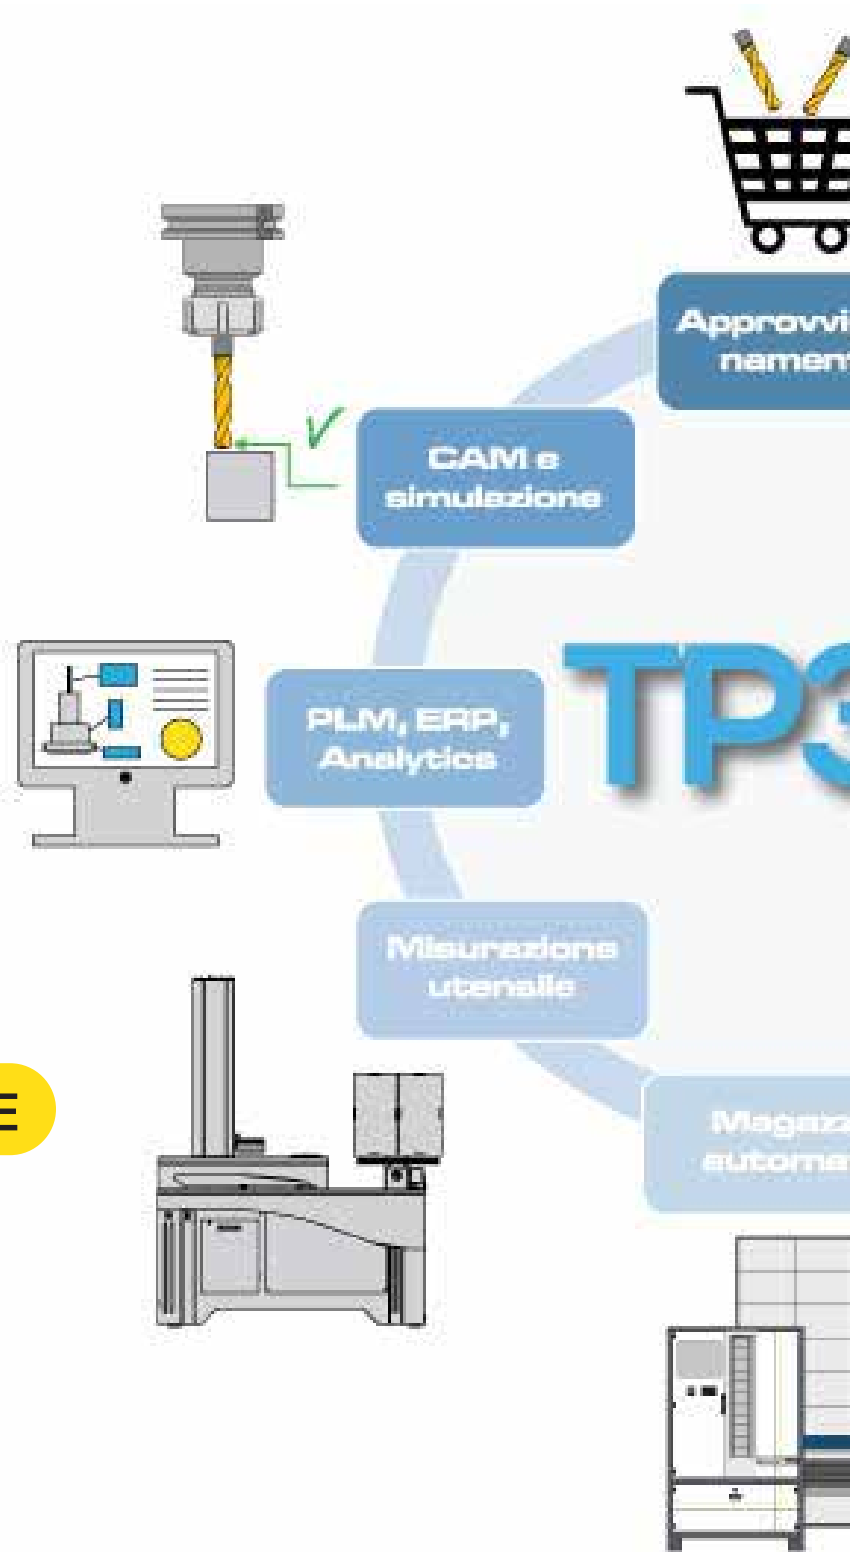 Approvvi
namen
CAM e
simulazione
TP3
PLM, ERP,
Analytics
Misurazione
utensile
E
Magazz
automa